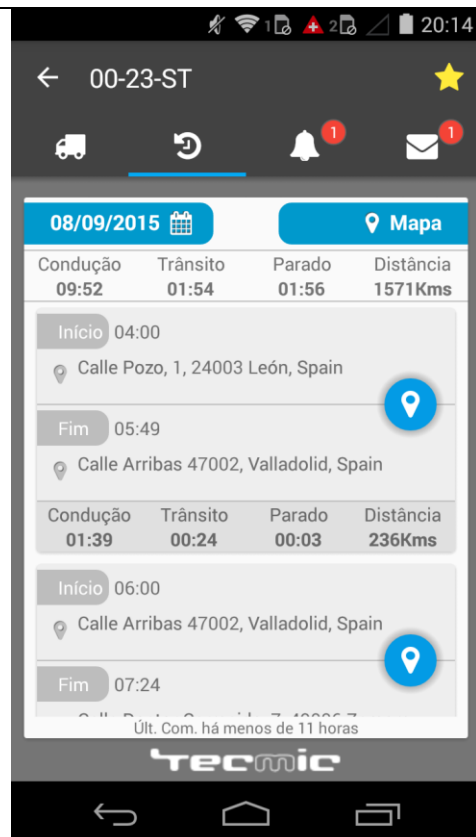 1 2 20:14
00-23-ST
1 1
08/09/2015 Mapa
Condução Trânsito Parado Distância
09:52 01:54 01:56 1571Kms
Início 04:00
Calle Pozo, 1, 24003 León, Spain
Fim 05:49
Calle Arribas 47002, Valladolid, Spain
Condução Trânsito Parado Distância
01:39 00:24 00:03 236Kms
Início 06:00
Calle Arribas 47002, Valladolid, Spain
Fim 07:24
Últ. Com. há menos de 11 horas
tecmic